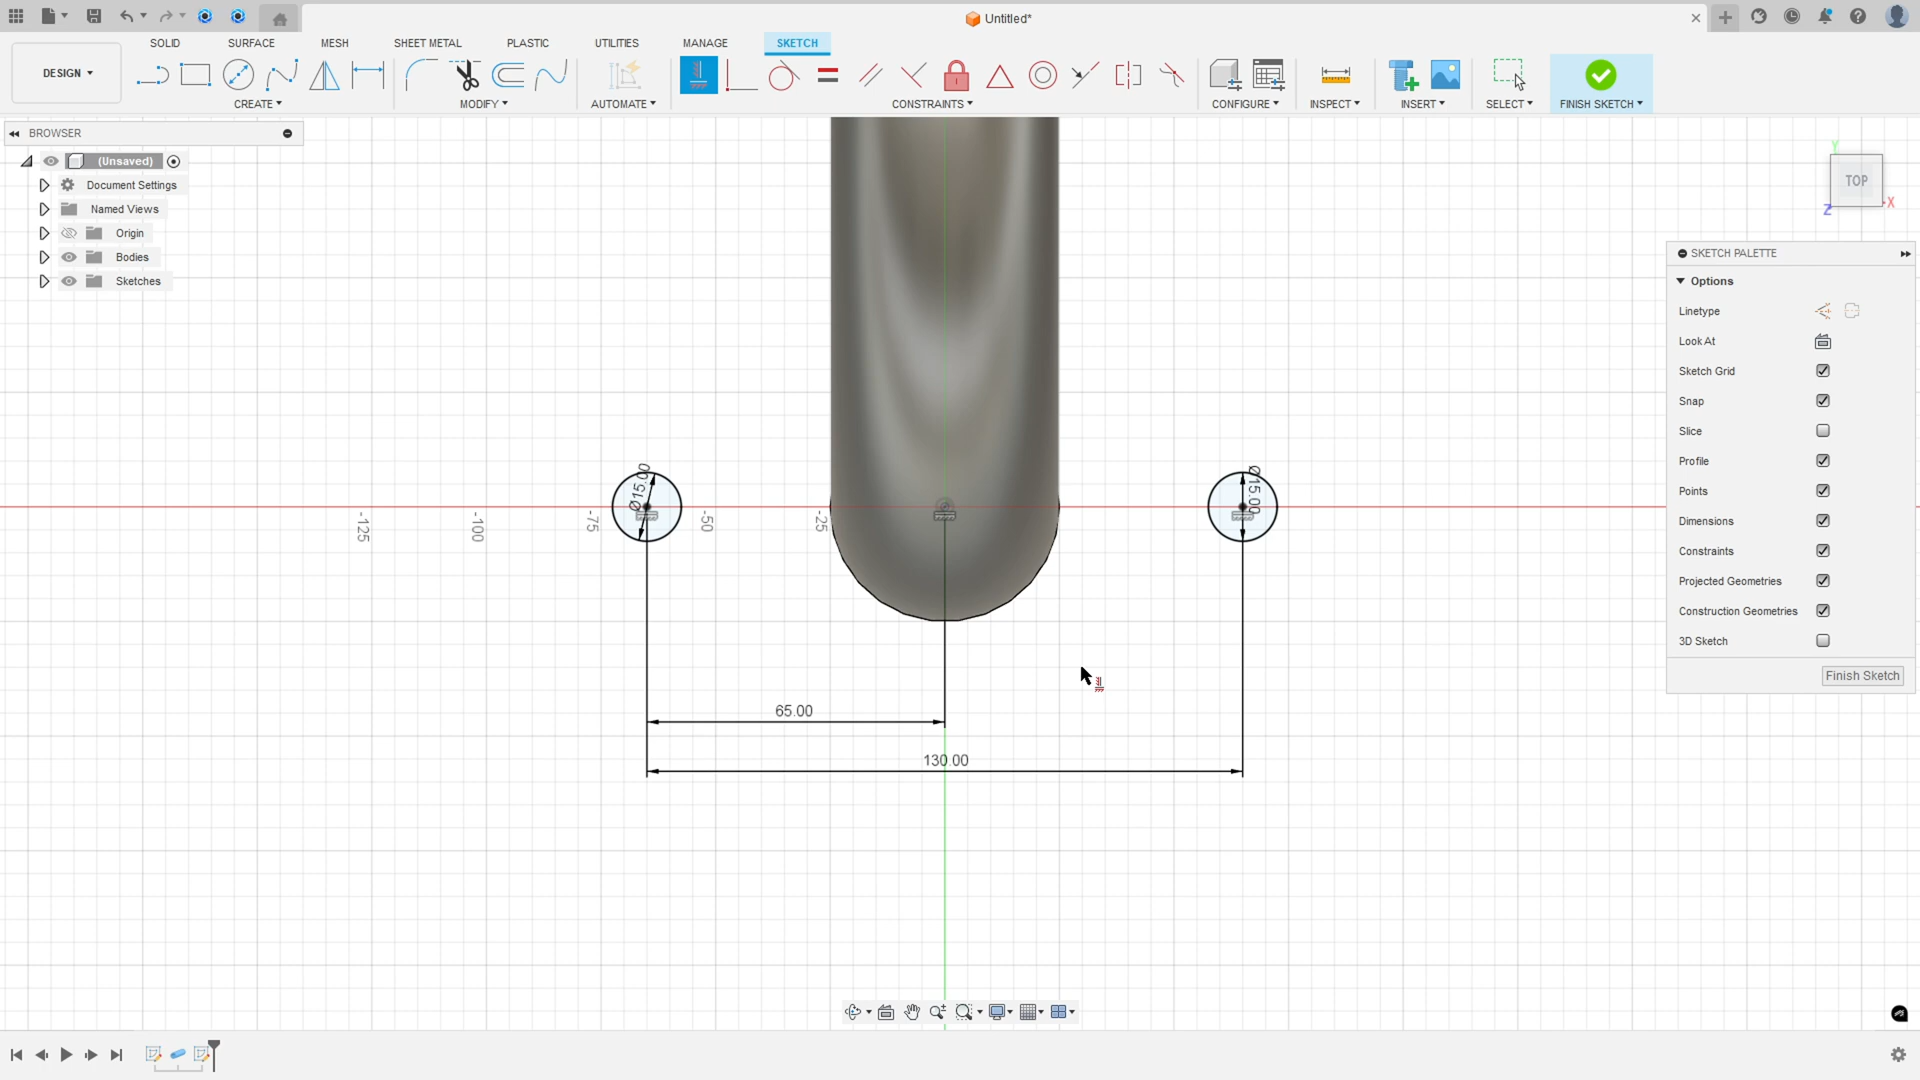 Untitled*
DESIGN
SOLID SURFACE MESH SHEET METAL PLASTIC UTILITIES MANAGE SKETCH
CREATE MODIFY AUTOMATE CONSTRAINTS CONFIGURE INSPECT INSERT SELECT FINISH SKETCH
BROWSER
(Unsaved)
Document Settings
Named Views
Origin
Bodies
Sketches
Y
TOP
Z
X
SKETCH PALETTE
Options
Linetype
Look At
Sketch Grid
Snap
Slice
Profile
Points
Dimensions
Constraints
Projected Geometries
Construction Geometries
3D Sketch
Finish Sketch
Ø15.00
Ø15.00
-125
-100
-75
-50
-25
65.00
130.00